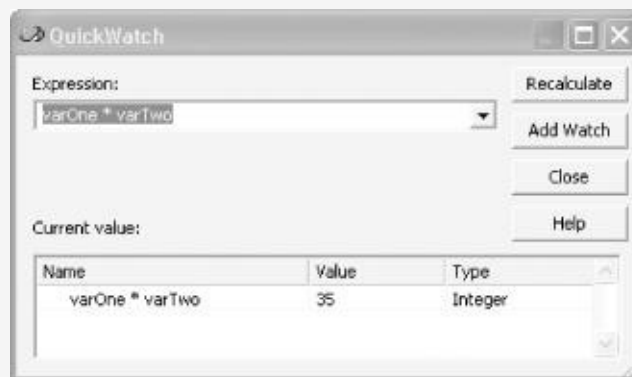 QuickWatch
Expression:
varOne * varTwo
Recalculate
Add Watch
Close
Help
Current value:
Name Value Type
varOne * varTwo 35 Integer